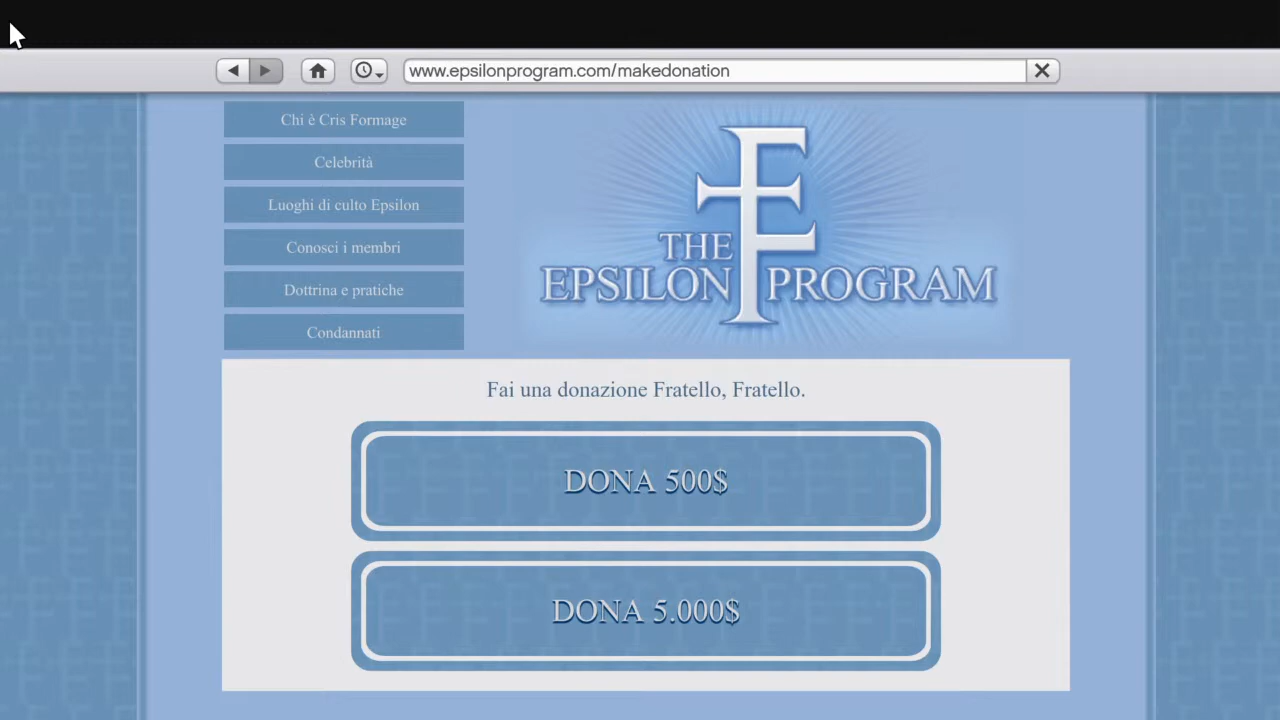 www.epsilonprogram.com/makedonation
Chi è Cris Formage
Celebrità
Luoghi di culto Epsilon
Conosci i membri
Dottrina e pratiche
Condannati
THE
EPSILON PROGRAM
Fai una donazione Fratello, Fratello.
DONA 500$
DONA 5.000$